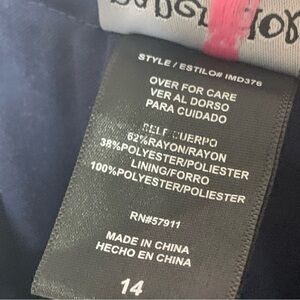 STYLE / ESTILO# IMD376
OVER FOR CARE
VER AL DORSO
PARA CUIDADO
SELF/CUERPO
62%RAYON/RAYON
38%POLYESTER/POLIESTER
LINING/FORRO
100%POLYESTER/POLIESTER
RN#57911
MADE IN CHINA
HECHO EN CHINA
14